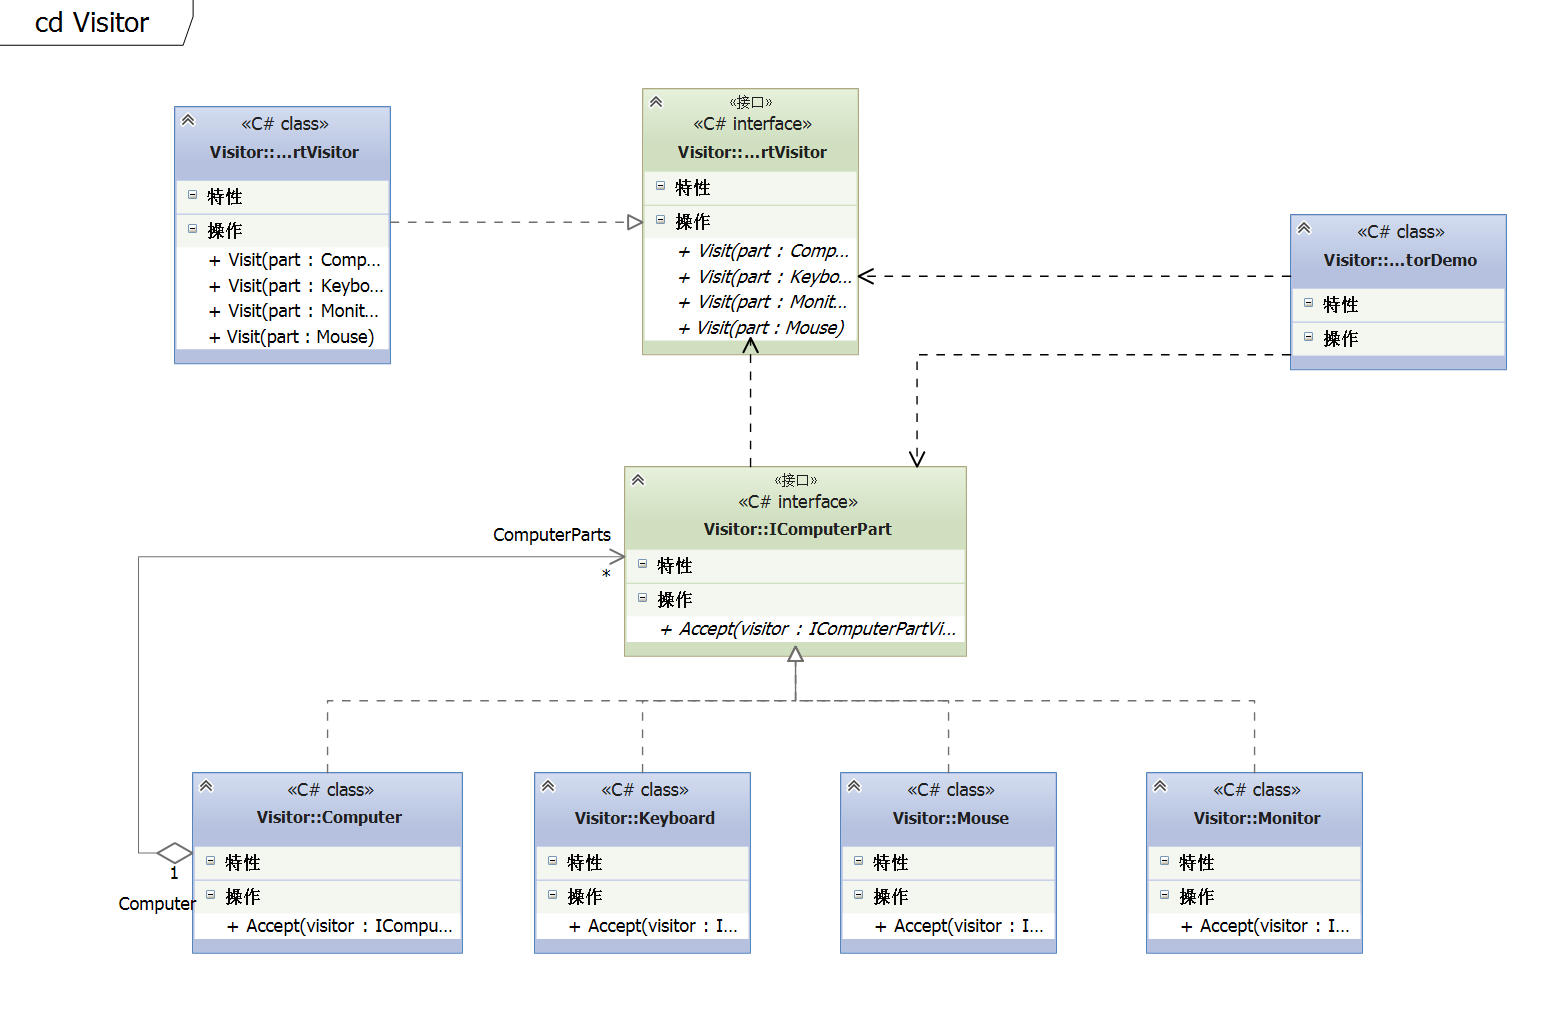 cd Visitor
«C# class»
Visitor::...rtVisitor
特性
操作
+ Visit(part : Comp...
+ Visit(part : Keybo...
+ Visit(part : Monit...
+ Visit(part : Mouse)
«接口»
«C# interface»
Visitor::...rtVisitor
特性
操作
+ Visit(part : Comp...
+ Visit(part : Keybo...
+ Visit(part : Monit...
+ Visit(part : Mouse)
«C# class»
Visitor::...torDemo
特性
操作
«接口»
«C# interface»
Visitor::IComputerPart
特性
操作
+ Accept(visitor : IComputerPartVi...
ComputerParts
*
1
Computer
«C# class»
Visitor::Computer
特性
操作
+ Accept(visitor : ICompu...
«C# class»
Visitor::Keyboard
特性
操作
+ Accept(visitor : I...
«C# class»
Visitor::Mouse
特性
操作
+ Accept(visitor : I...
«C# class»
Visitor::Monitor
特性
操作
+ Accept(visitor : I...